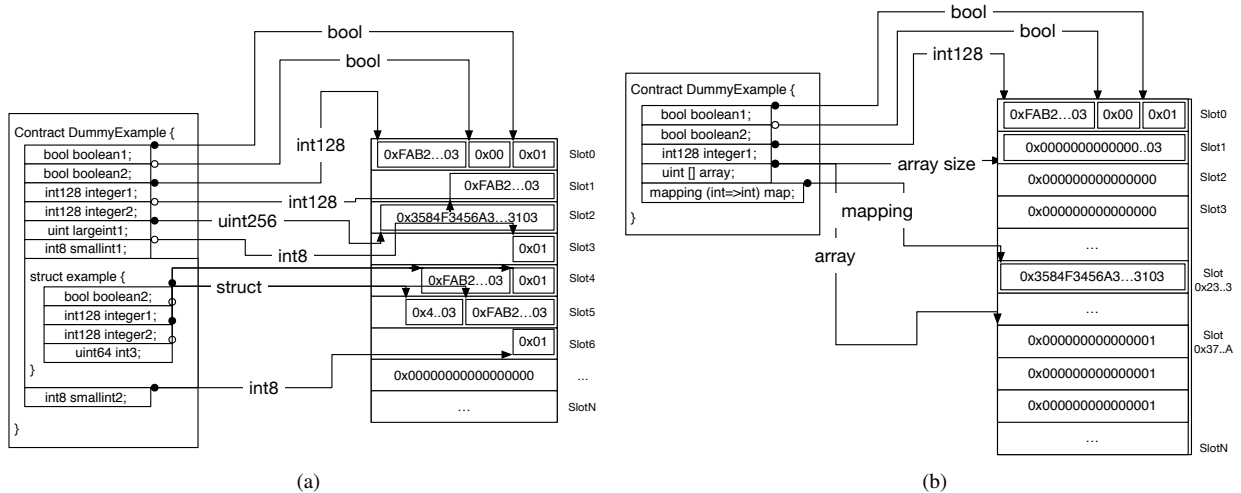 bool
bool
int128
Contract DummyExample {
bool boolean1;
bool boolean2;
int128 integer1;
int128 integer2;
uint largeint1;
int8 smallint1;
struct example {
bool boolean2;
int128 integer1;
int128 integer2;
uint64 int3;
}
int8 smallint2;
}
int128
uint256
int8
struct
int8
0xFAB2...03 0x00 0x01 Slot0
0xFAB2...03 Slot1
0x3584F3456A3...3103 Slot2
0x01 Slot3
0xFAB2...03 0x01 Slot4
0x4..03 0xFAB2...03 Slot5
0x01 Slot6
0x00000000000000000 ...
... SlotN
(a)
bool
bool
int128
Contract DummyExample {
bool boolean1;
bool boolean2;
int128 integer1;
uint [] array;
mapping (int=>int) map;
}
array size
mapping
array
0xFAB2...03 0x00 0x01 Slot0
0x0000000000000..03 Slot1
0x000000000000000 Slot2
0x000000000000000 Slot3
...
0x3584F3456A3...3103 Slot
0x23..3
...
0x000000000000001 Slot
0x37..A
0x000000000000001
0x000000000000001
... SlotN
(b)